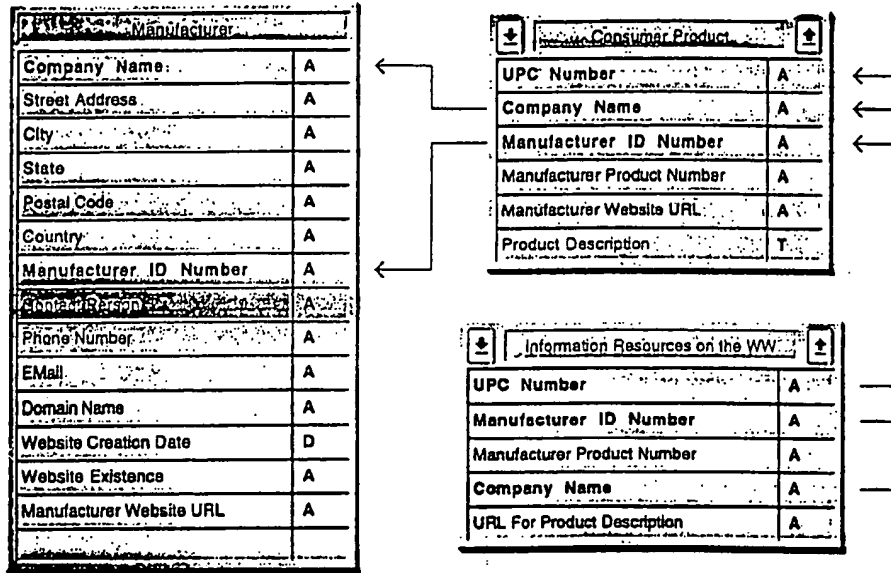 Manufacturer
Company Name A
Street Address A
City A
State A
Postal Code A
Country A
Manufacturer ID Number A
Contact Person A
Phone Number A
EMail A
Domain Name A
Website Creation Date D
Website Existence A
Manufacturer Website URL A
Consumer Product
UPC Number A
Company Name A
Manufacturer ID Number A
Manufacturer Product Number A
Manufacturer Website URL A
Product Description T
Information Resources on the WW
UPC Number A
Manufacturer ID Number A
Manufacturer Product Number A
Company Name A
URL For Product Description A